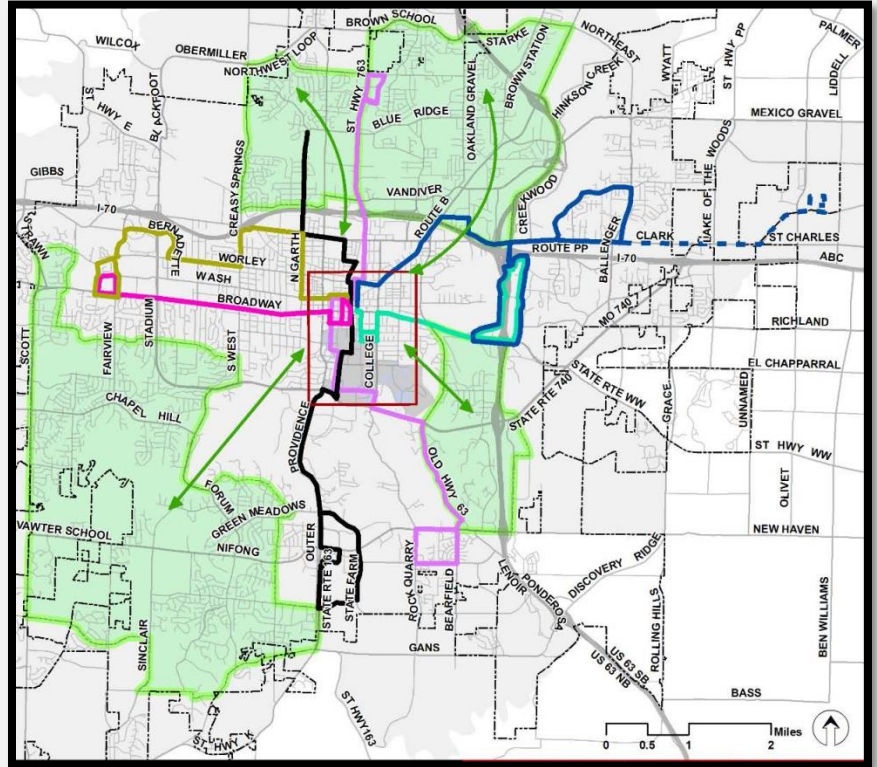 BROWN SCHOOL
STARKE
NORTHEAST
PALMER
WILCOX
OBERMILLER
NORTHWEST LOOP
ST HWY 763
OAKLAND GRAVEL
BROWN STATION
HINKSON CREEK
WYATT
ST HWY PP
LIDDELL
ST HWY E
BLACKFOOT
BLUE RIDGE
MEXICO GRAVEL
GIBBS
CREASY SPRINGS
VANDIVER
CREEKWOOD
LAKE OF THE WOODS
I-70
ROUTE B
STRAWN
BERNADETTE
WORLEY
N GARTH
ROUTE PP
BALLENGER
CLARK
ST CHARLES
I-70
ABC
WASH
BROADWAY
MO 740
SCOTT
FAIRVIEW
STADIUM
S WEST
COLLEGE
RICHLAND
STATE RTE 740
STATE RTE WW
EL CHAPPARRAL
CHAPEL HILL
PROVIDENCE
GRACE
UNNAMED
ST HWY WW
OLD HWY 63
OLIVET
FORUM
GREEN MEADOWS
VAWTER SCHOOL
NIFONG
OUTER
NEW HAVEN
STATE RTE 163
STATE FARM
ROCK QUARRY
BEARFIELD
LENOIR
PONDEROSA
DISCOVERY RIDGE
ROLLING HILLS
BEN WILLIAMS
SINCLAIR
GANS
US 63 SB
US 63 NB
BASS
ST HWY K
ST HWY163
Miles
0 0.5 1 2